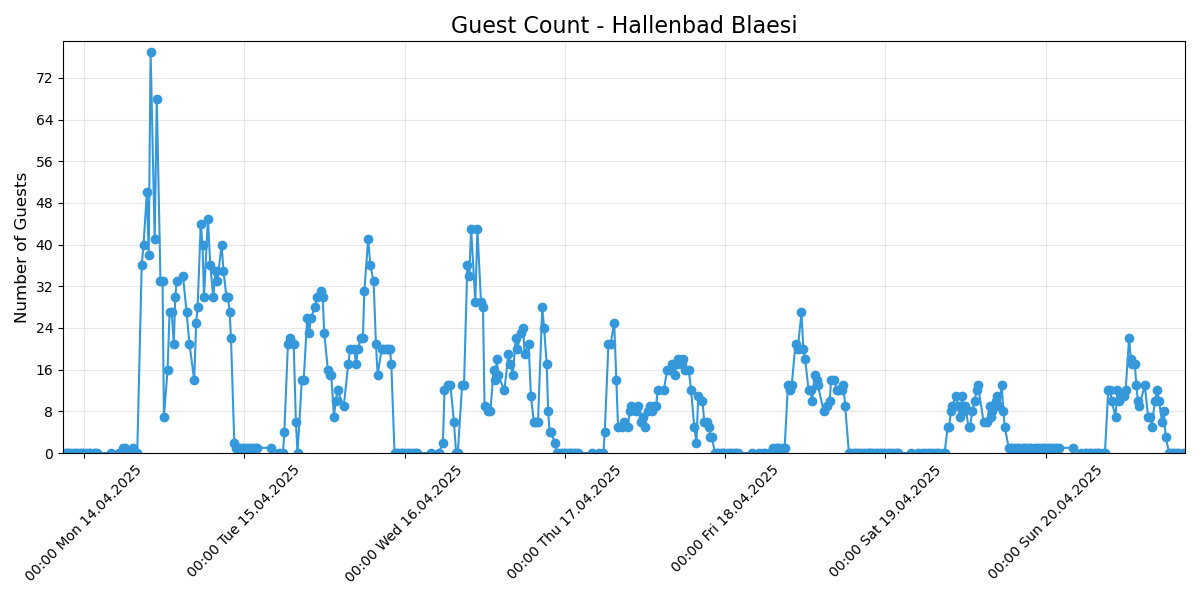 Guest Count - Hallenbad Blaesi
Number of Guests
72
64
56
48
40
32
24
16
8
0
00:00 Mon 14.04.2025
00:00 Tue 15.04.2025
00:00 Wed 16.04.2025
00:00 Thu 17.04.2025
00:00 Fri 18.04.2025
00:00 Sat 19.04.2025
00:00 Sun 20.04.2025